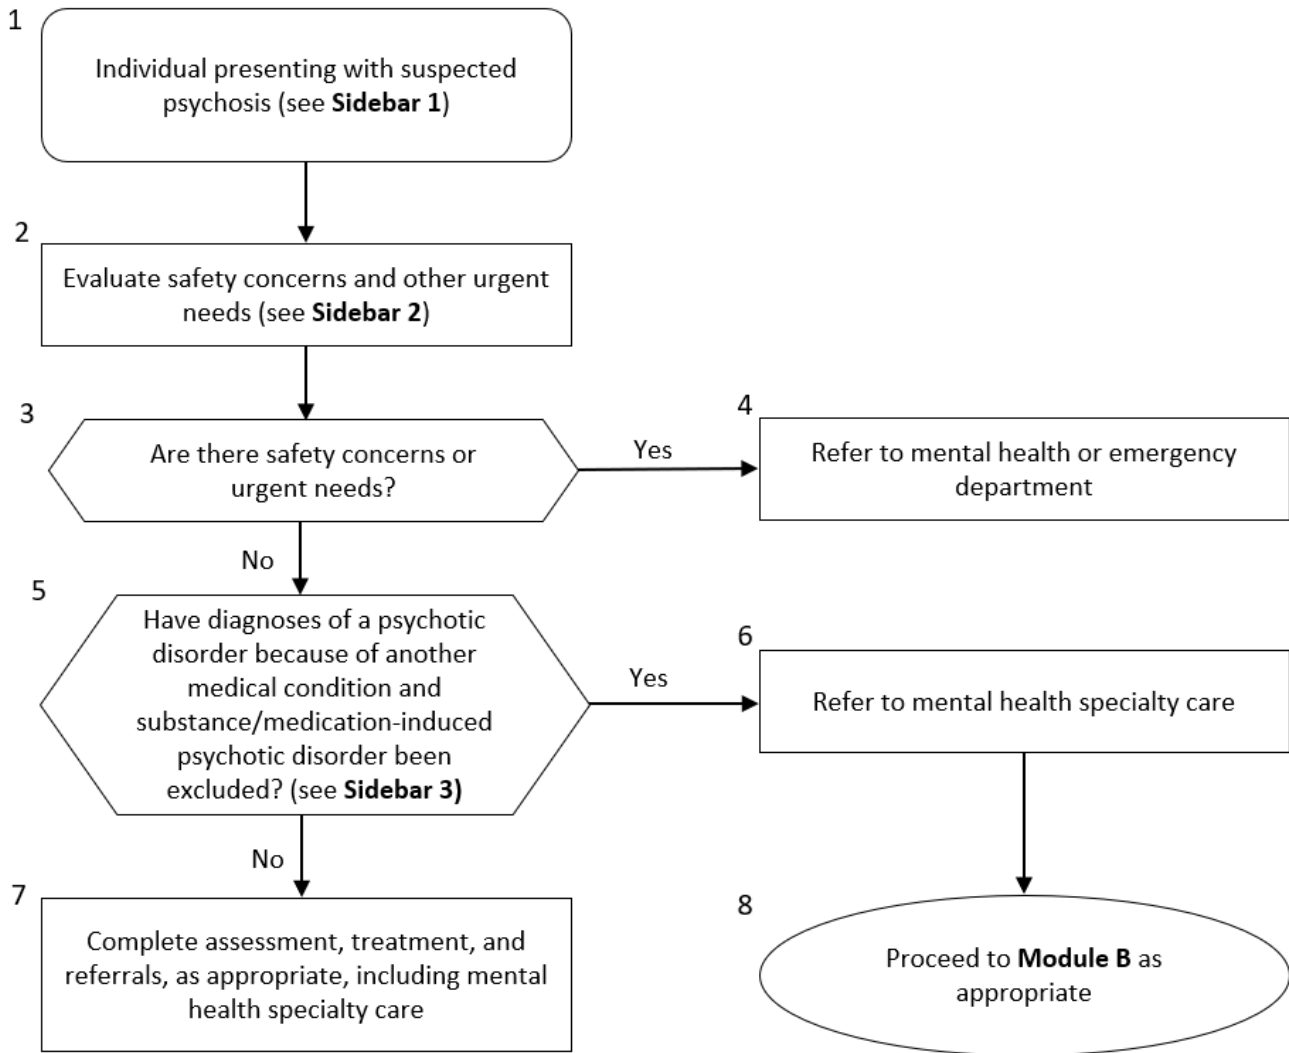 1
Individual presenting with suspected
psychosis (see Sidebar 1)
2
Evaluate safety concerns and other urgent
needs (see Sidebar 2)
3
Are there safety concerns or
urgent needs?
Yes
4
Refer to mental health or emergency
department
No
5
Have diagnoses of a psychotic
disorder because of another
medical condition and
substance/medication-induced
psychotic disorder been
excluded? (see Sidebar 3)
Yes
6
Refer to mental health specialty care
No
7
Complete assessment, treatment, and
referrals, as appropriate, including mental
health specialty care
8
Proceed to Module B as
appropriate